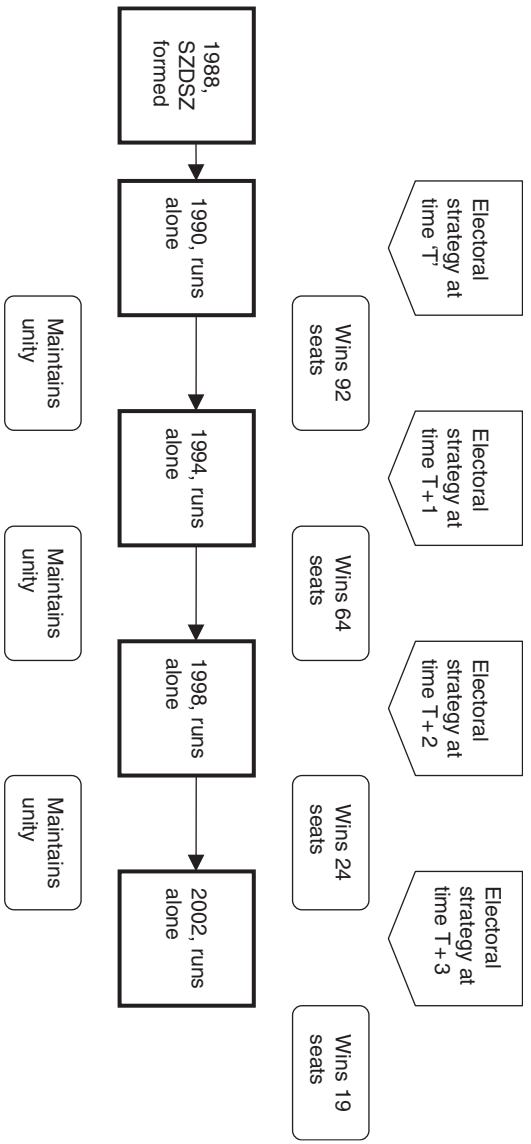 Electoral
strategy at
time 'T'
Electoral
strategy at
time T + 1
Electoral
strategy at
time T + 2
Electoral
strategy at
time T + 3
Wins 92
seats
Wins 64
seats
Wins 24
seats
Wins 19
seats
1988,
SZDSZ
formed
1990, runs
alone
1994, runs
alone
1998, runs
alone
2002, runs
alone
Maintains
unity
Maintains
unity
Maintains
unity